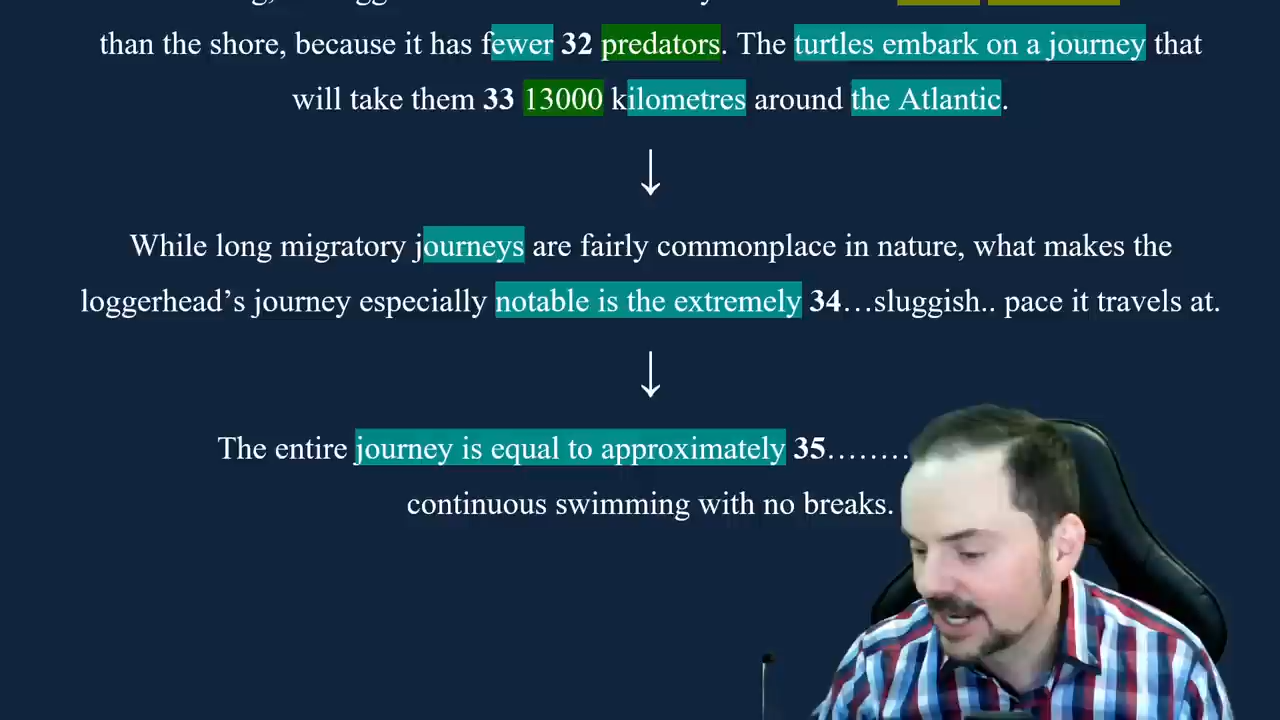 than the shore, because it has fewer 32 predators. The turtles embark on a journey that
will take them 33 13000 kilometres around the Atlantic.
↓
While long migratory journeys are fairly commonplace in nature, what makes the
loggerhead’s journey especially notable is the extremely 34…sluggish.. pace it travels at.
↓
The entire journey is equal to approximately 35………
continuous swimming with no breaks.